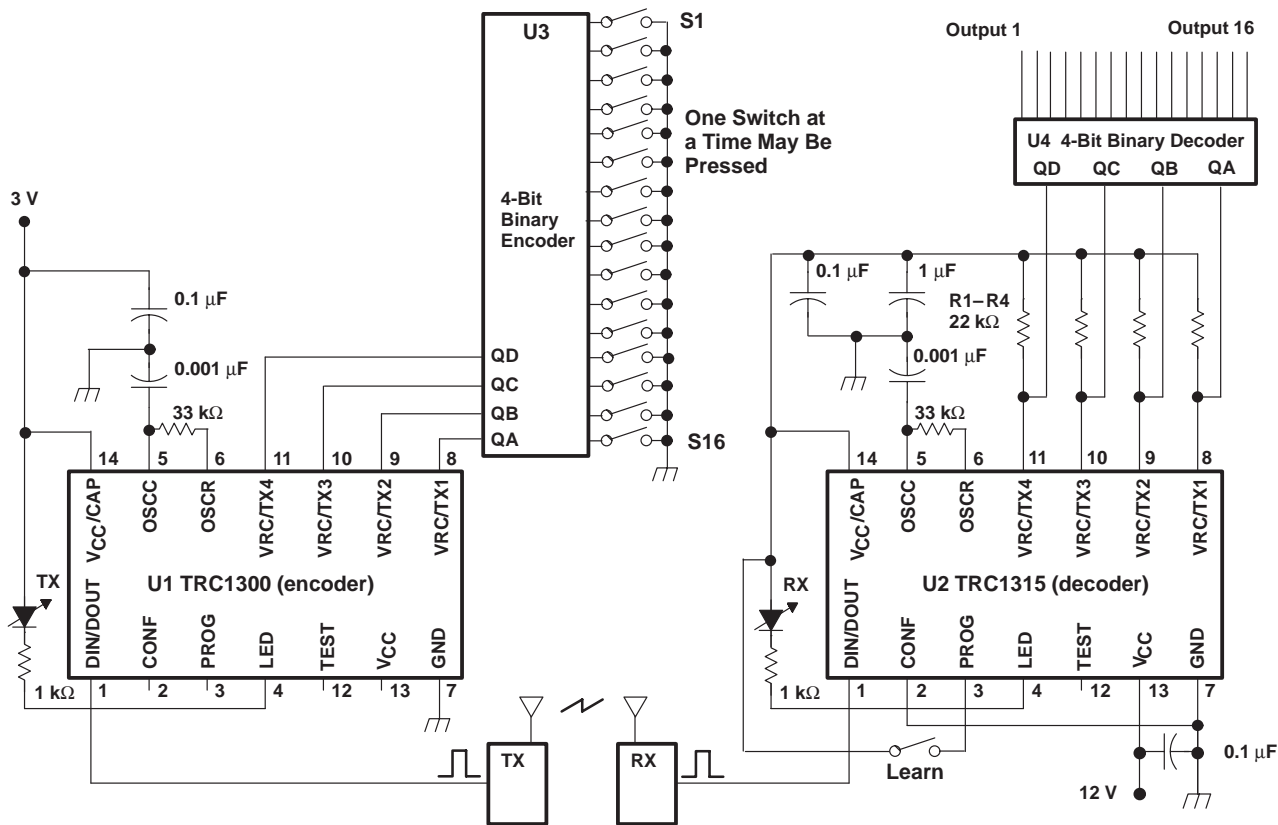 U3
S1
Output 1
Output 16
One Switch at
a Time May Be
Pressed
U4 4-Bit Binary Decoder
QD QC QB QA
3 V
4-Bit
Binary
Encoder
0.1 μF
0.1 μF
1 μF
R1–R4
22 kΩ
0.001 μF
0.001 μF
QD
QC
QB
QA
33 kΩ
33 kΩ
S16
14 5 6 11 10 9 8
14 5 6 11 10 9 8
VCC/CAP
OSCC
OSCR
VRC/TX4
VRC/TX3
VRC/TX2
VRC/TX1
VCC/CAP
OSCC
OSCR
VRC/TX4
VRC/TX3
VRC/TX2
VRC/TX1
TX
U1 TRC1300 (encoder)
RX
U2 TRC1315 (decoder)
DIN/DOUT
CONF
PROG
LED
TEST
VCC
GND
DIN/DOUT
CONF
PROG
LED
TEST
VCC
GND
1 kΩ
1 2 3 4 12 13 7
1 kΩ
1 2 3 4 12 13 7
TX
RX
Learn
0.1 μF
12 V